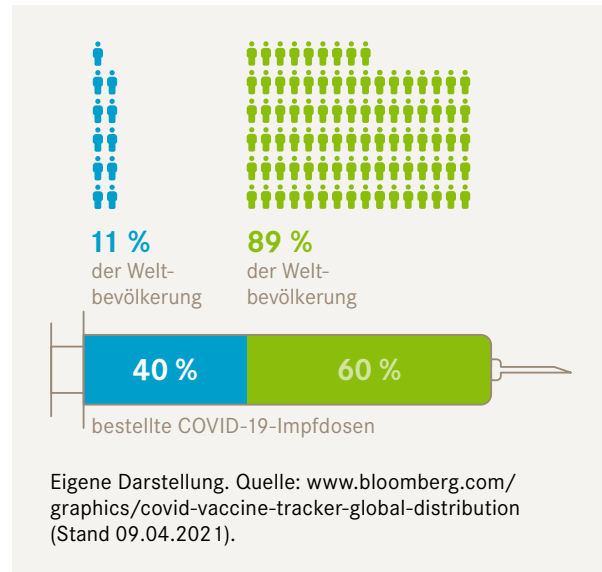 11 %
der Welt-
bevölkerung
89 %
der Welt-
bevölkerung
40 %
60 %
bestellte COVID-19-Impfdosen
Eigene Darstellung. Quelle: www.bloomberg.com/
graphics/covid-vaccine-tracker-global-distribution
(Stand 09.04.2021).